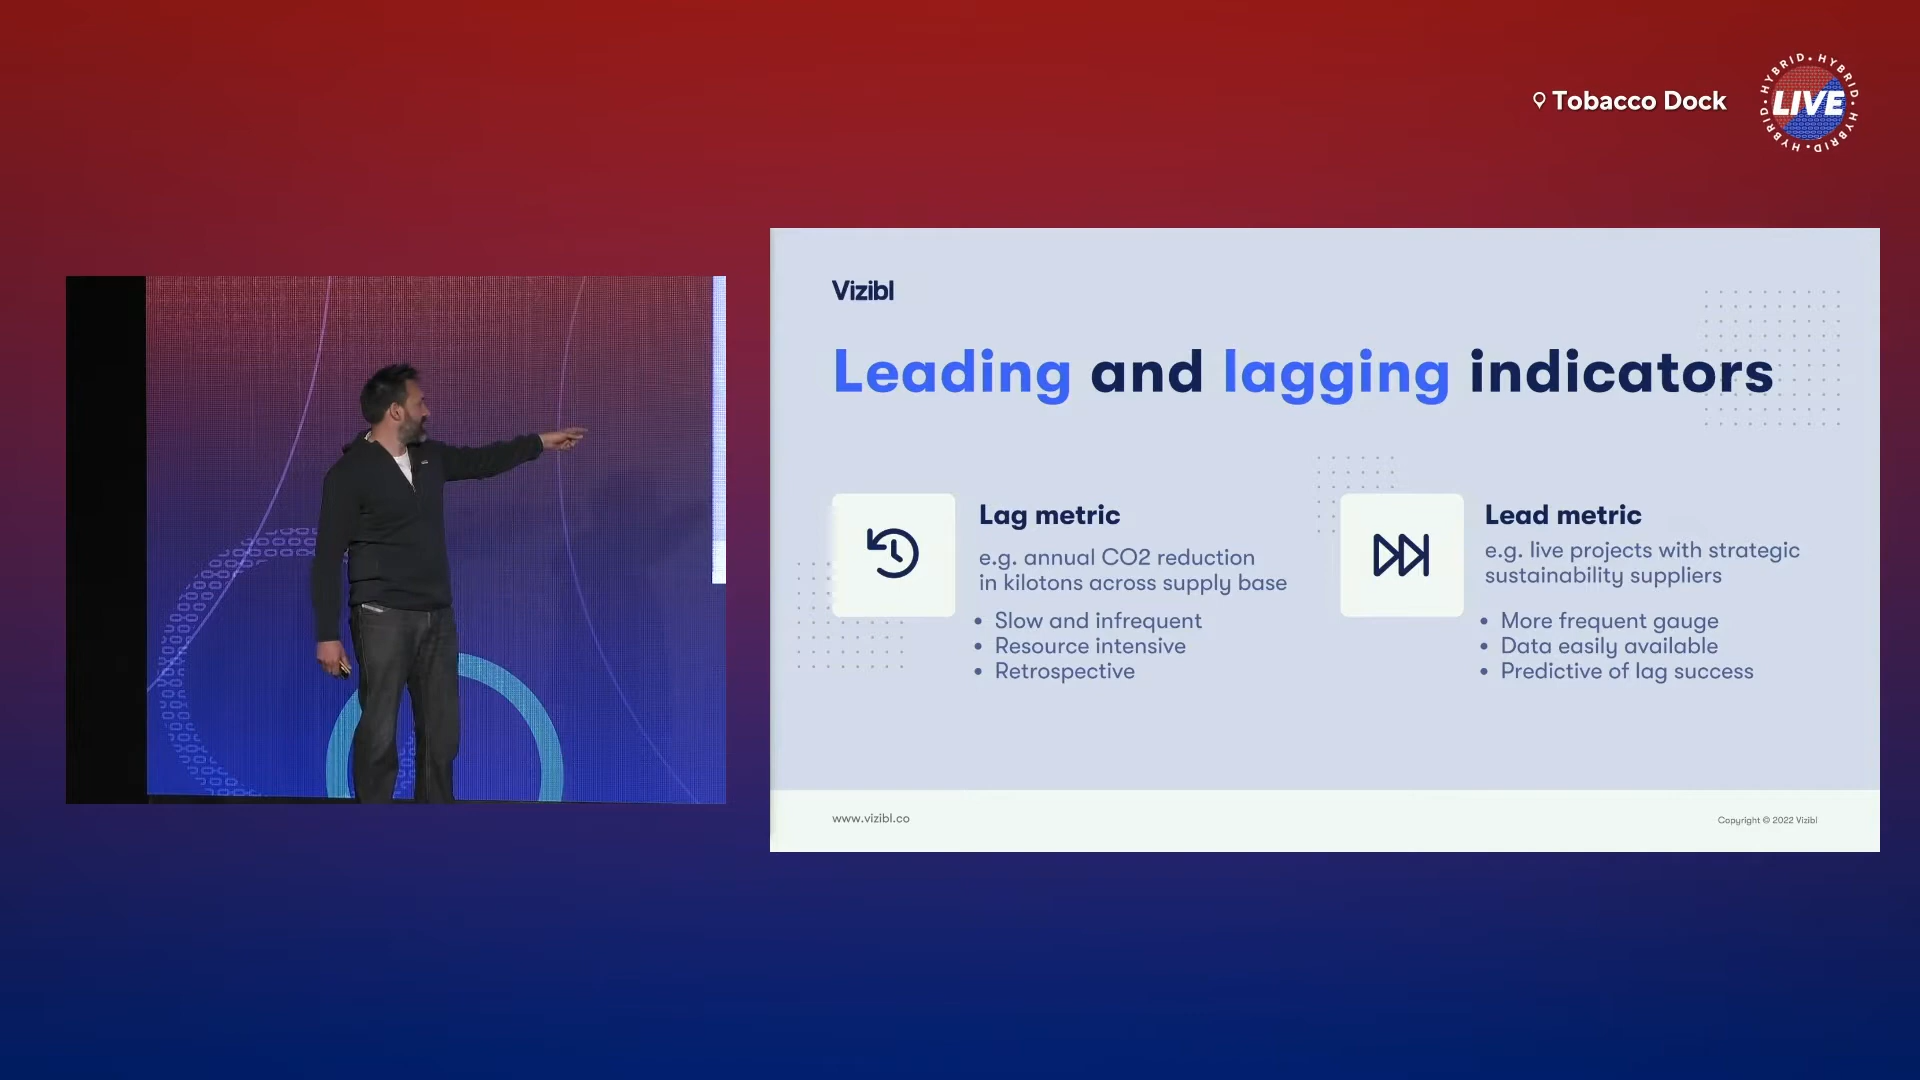 Tobacco Dock
HYBRID • HYBRID • HYBRID • HYBRID •
LIVE
Vizibl
Leading and lagging indicators
Lag metric
e.g. annual CO2 reduction
in kilotons across supply base
• Slow and infrequent
• Resource intensive
• Retrospective
Lead metric
e.g. live projects with strategic
sustainability suppliers
• More frequent gauge
• Data easily available
• Predictive of lag success
www.vizibl.co
Copyright © 2022 Vizibl